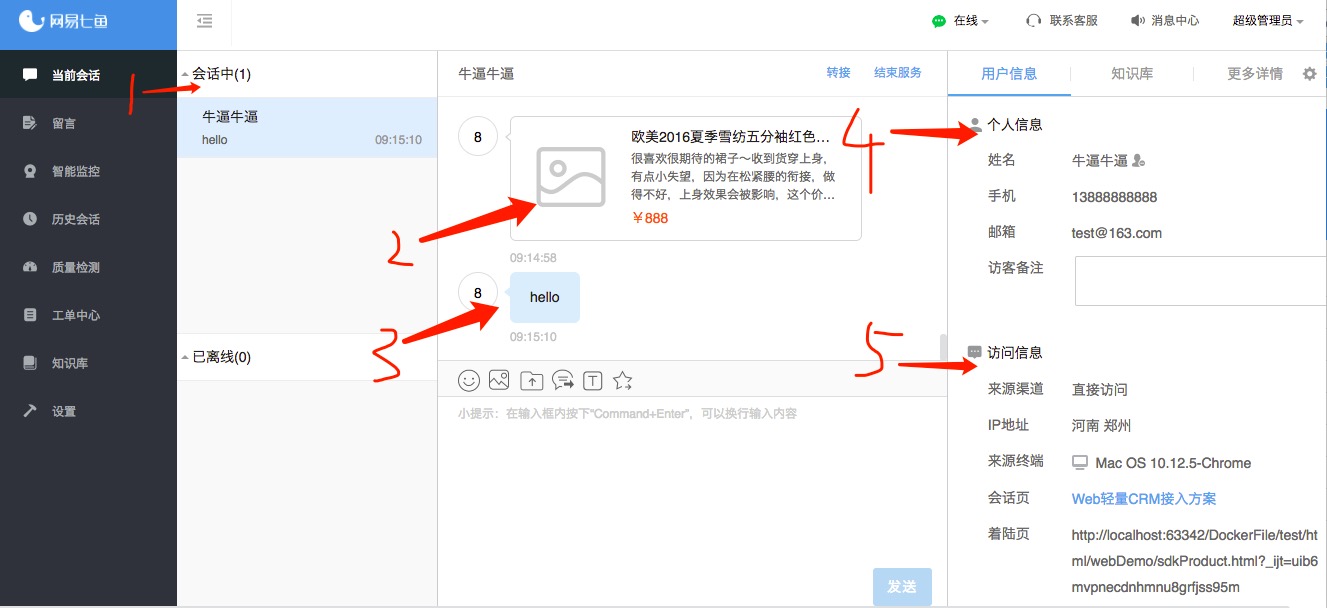 网易七鱼
在线
联系客服
消息中心
超级管理员
当前会话
留言
智能监控
历史会话
质量检测
工单中心
知识库
设置
1
会话中(1)
牛逼牛逼
hello
09:15:10
2
3
已离线(0)
牛逼牛逼
转接
结束服务
8
欧美2016夏季雪纺五分袖红色...
很喜欢很期待的裙子～收到货穿上身，
有点小失望，因为在松紧腰的衔接，做
得不好，上身效果会被影响，这个价...
￥888
09:14:58
8
hello
09:15:10
4
5
小提示：在输入框内按下“Command+Enter”，可以换行输入内容
发送
用户信息
知识库
更多详情
个人信息
姓名 牛逼牛逼
手机 13888888888
邮箱 test@163.com
访客备注
访问信息
来源渠道 直接访问
IP地址 河南 郑州
来源终端 Mac OS 10.12.5-Chrome
会话页 Web轻量CRM接入方案
着陆页 http://localhost:63342/DockerFile/test/ht
ml/webDemo/sdkProduct.html?_ijt=uib6
mvpnecdnhmnu8grfjss95m